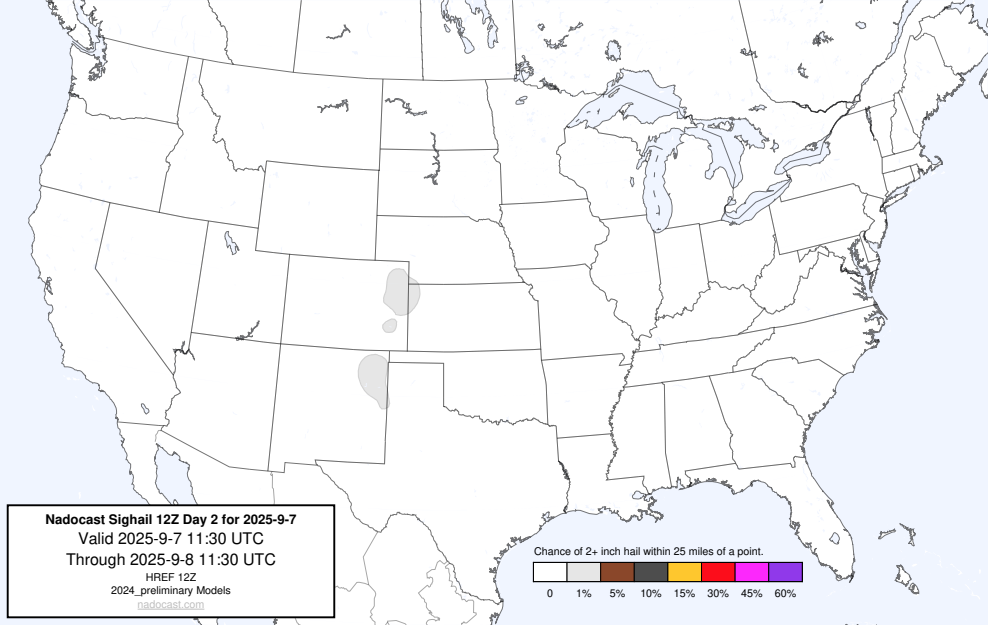 Nadocast Sighail 12Z Day 2 for 2025-9-7
Valid 2025-9-7 11:30 UTC
Through 2025-9-8 11:30 UTC
HREF 12Z
2024_preliminary Models
nadocast.com
Chance of 2+ inch hail within 25 miles of a point.
0 1% 5% 10% 15% 30% 45% 60%